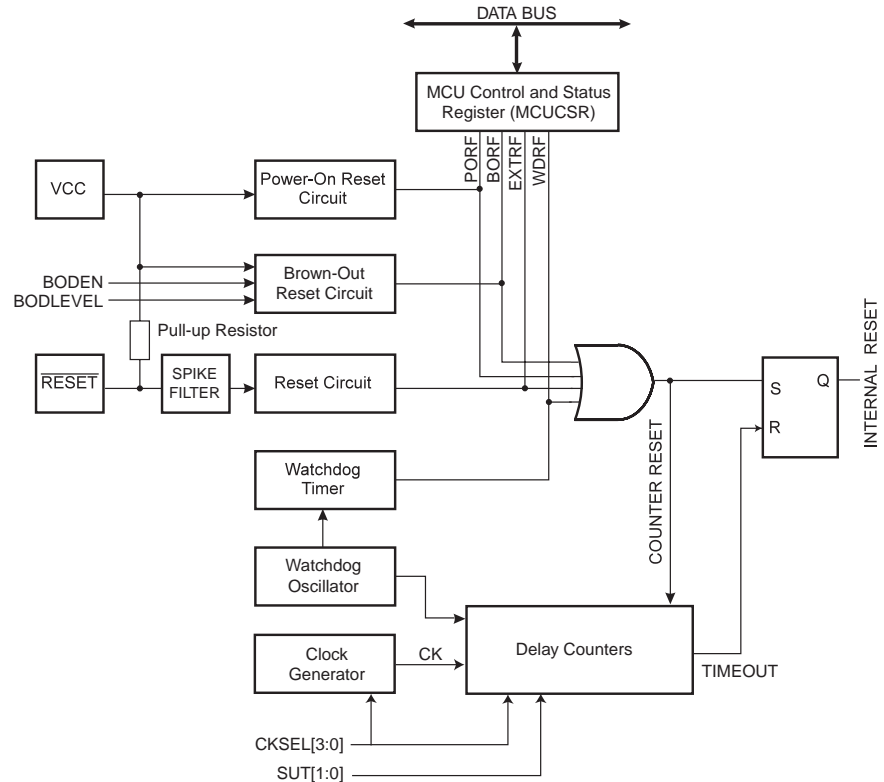 DATA BUS
MCU Control and Status
Register (MCUCSR)
PORF
BORF
EXTRF
WDRF
VCC
Power-On Reset
Circuit
BODEN
BODLEVEL
Brown-Out
Reset Circuit
Pull-up Resistor
RESET
SPIKE
FILTER
Reset Circuit
S
Q
R
INTERNAL RESET
Watchdog
Timer
COUNTER RESET
Watchdog
Oscillator
Clock
Generator
CK
Delay Counters
TIMEOUT
CKSEL[3:0]
SUT[1:0]